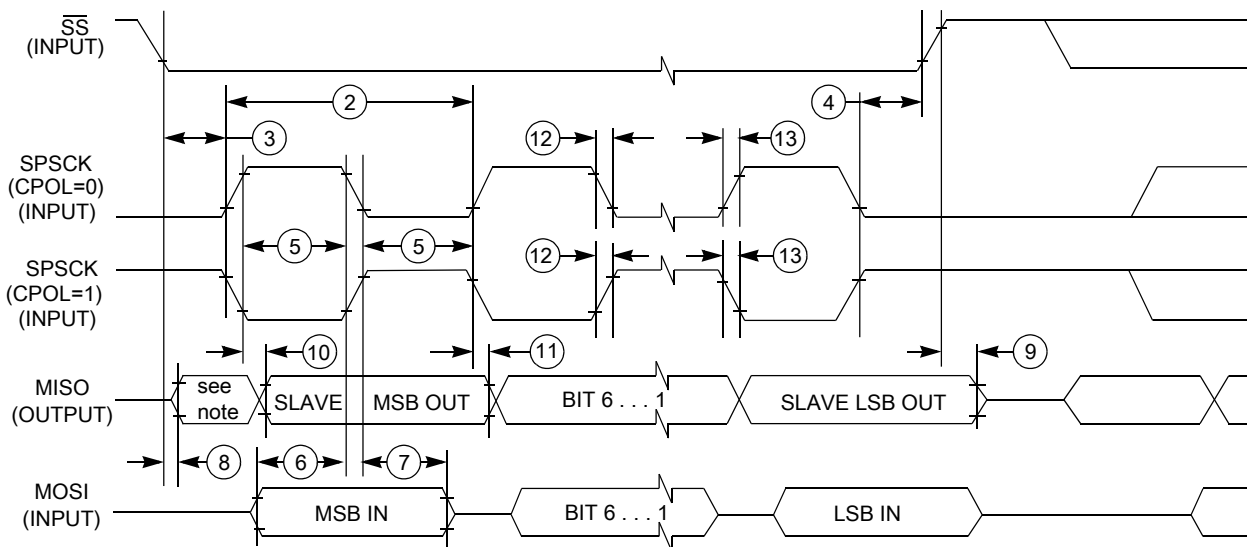 SS
(INPUT)
2
4
3
12
13
SPSCK
(CPOL=0)
(INPUT)
5
5
12
13
SPSCK
(CPOL=1)
(INPUT)
10
11
9
MISO
(OUTPUT)
see
note
SLAVE
MSB OUT
BIT 6 . . . 1
SLAVE LSB OUT
8
6
7
MOSI
(INPUT)
MSB IN
BIT 6 . . . 1
LSB IN